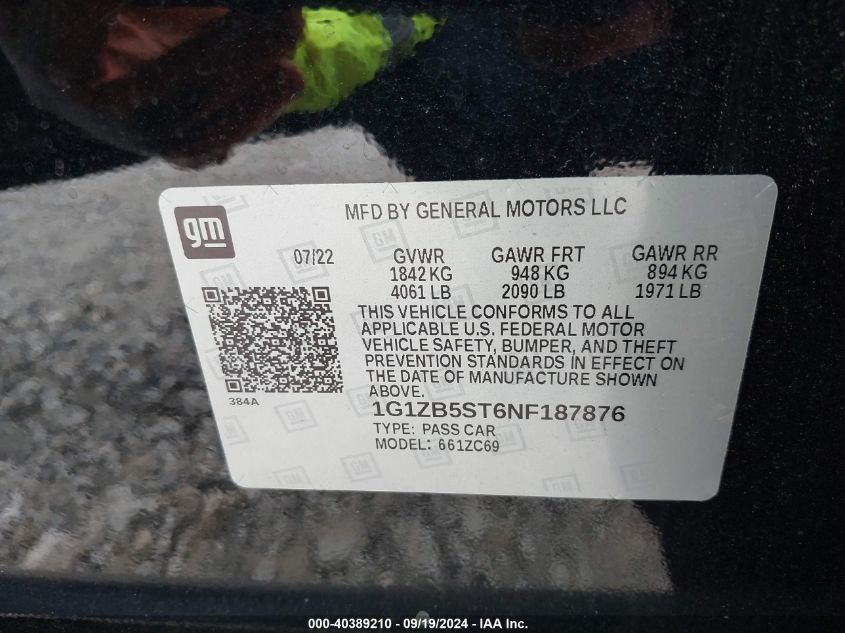 gm
MFD BY GENERAL MOTORS LLC
07/22 GVWR GAWR FRT GAWR RR
1842 KG 948 KG 894 KG
4061 LB 2090 LB 1971 LB
THIS VEHICLE CONFORMS TO ALL
APPLICABLE U.S. FEDERAL MOTOR
VEHICLE SAFETY, BUMPER, AND THEFT
PREVENTION STANDARDS IN EFFECT ON
THE DATE OF MANUFACTURE SHOWN
ABOVE.
384A
1G1ZB5ST6NF187876
TYPE: PASS CAR
MODEL: 661ZC69
000-40389210 - 09/19/2024 - IAA Inc.